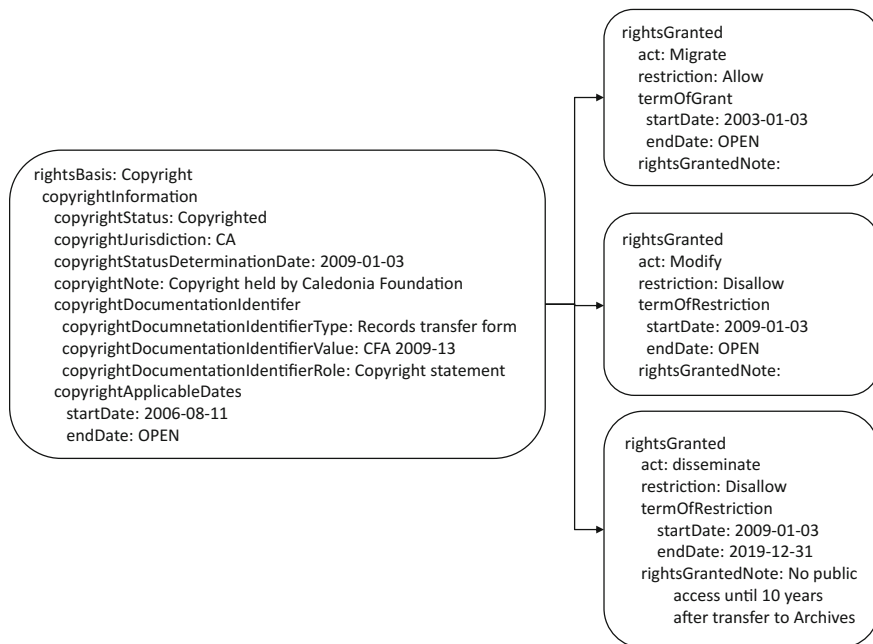 rightsBasis: Copyright
copyrightInformation
copyrightStatus: Copyrighted
copyrightJurisdiction: CA
copyrightStatusDeterminationDate: 2009-01-03
copryightNote: Copyright held by Caledonia Foundation
copyrightDocumentationIdentifer
copyrightDocumnetationIdentifierType: Records transfer form
copyrightDocumentationIdentifierValue: CFA 2009-13
copyrightDocumentationIdentifierRole: Copyright statement
copyrightApplicableDates
startDate: 2006-08-11
endDate: OPEN
rightsGranted
act: Migrate
restriction: Allow
termOfGrant
startDate: 2003-01-03
endDate: OPEN
rightsGrantedNote:
rightsGranted
act: Modify
restriction: Disallow
termOfRestriction
startDate: 2009-01-03
endDate: OPEN
rightsGrantedNote:
rightsGranted
act: disseminate
restriction: Disallow
termOfRestriction
startDate: 2009-01-03
endDate: 2019-12-31
rightsGrantedNote: No public
access until 10 years
after transfer to Archives